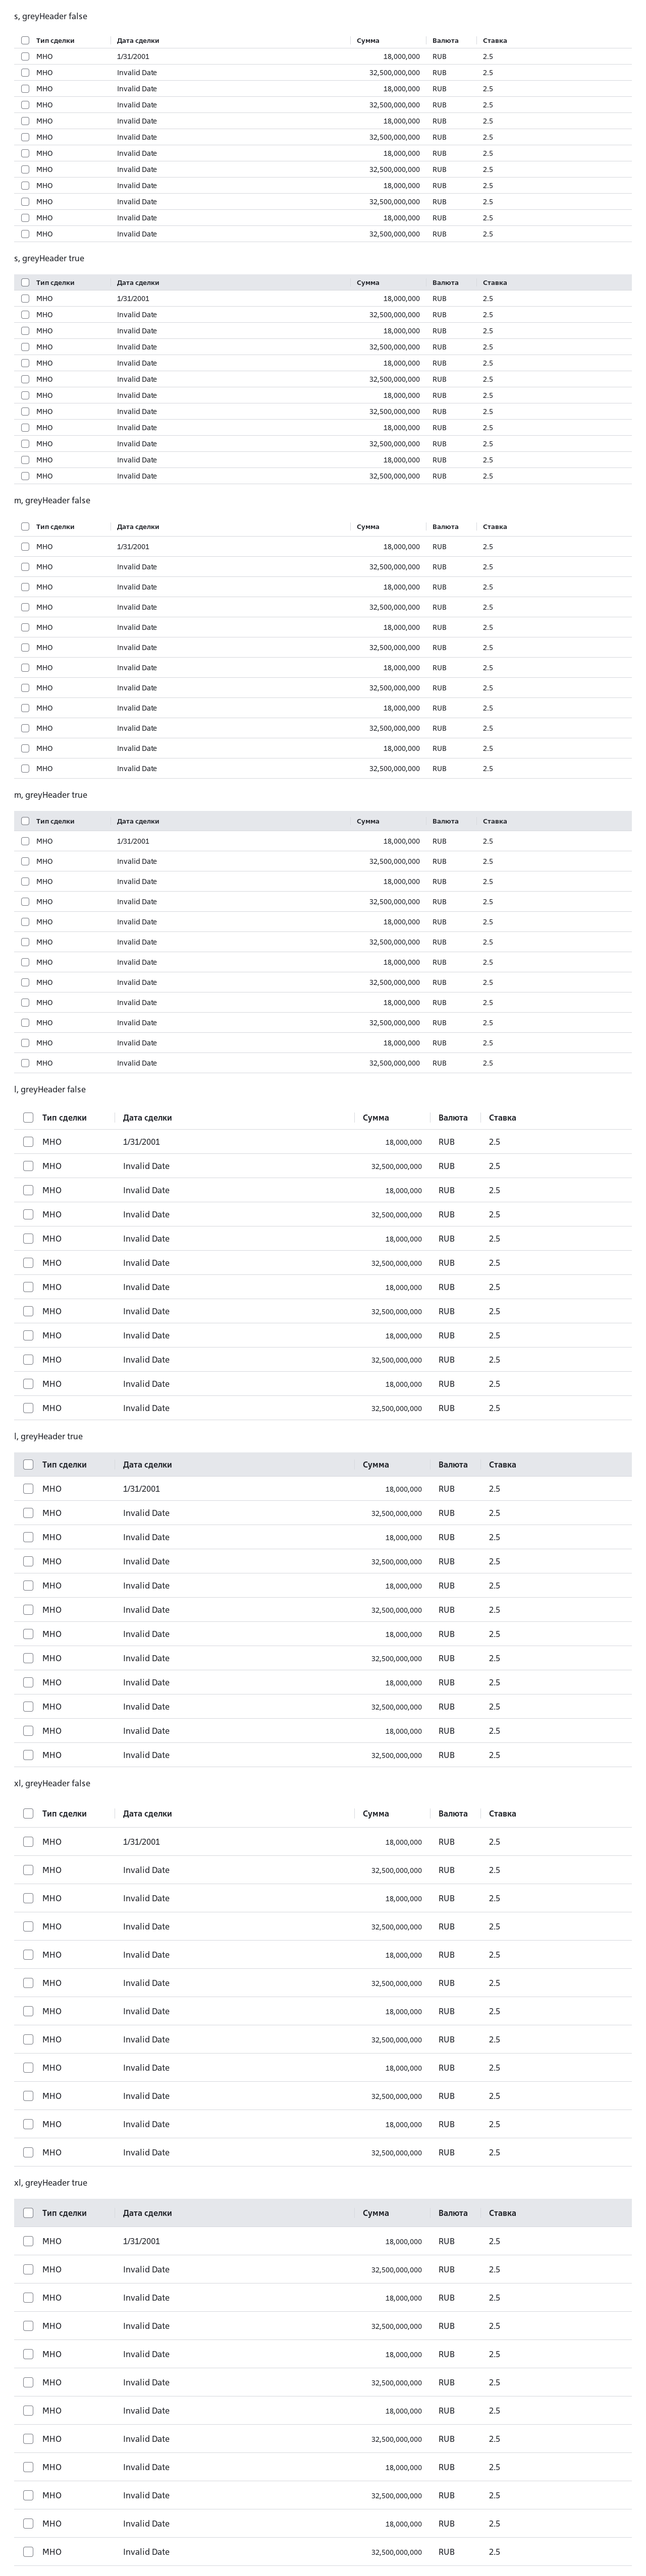 s, greyHeader false
Тип сделки Дата сделки Сумма Валюта Ставка
МНО 1/31/2001 18,000,000 RUB 2.5
МНО Invalid Date 32,500,000,000 RUB 2.5
МНО Invalid Date 18,000,000 RUB 2.5
МНО Invalid Date 32,500,000,000 RUB 2.5
МНО Invalid Date 18,000,000 RUB 2.5
МНО Invalid Date 32,500,000,000 RUB 2.5
МНО Invalid Date 18,000,000 RUB 2.5
МНО Invalid Date 32,500,000,000 RUB 2.5
МНО Invalid Date 18,000,000 RUB 2.5
МНО Invalid Date 32,500,000,000 RUB 2.5
МНО Invalid Date 18,000,000 RUB 2.5
МНО Invalid Date 32,500,000,000 RUB 2.5
s, greyHeader true
Тип сделки Дата сделки Сумма Валюта Ставка
МНО 1/31/2001 18,000,000 RUB 2.5
МНО Invalid Date 32,500,000,000 RUB 2.5
МНО Invalid Date 18,000,000 RUB 2.5
МНО Invalid Date 32,500,000,000 RUB 2.5
МНО Invalid Date 18,000,000 RUB 2.5
МНО Invalid Date 32,500,000,000 RUB 2.5
МНО Invalid Date 18,000,000 RUB 2.5
МНО Invalid Date 32,500,000,000 RUB 2.5
МНО Invalid Date 18,000,000 RUB 2.5
МНО Invalid Date 32,500,000,000 RUB 2.5
МНО Invalid Date 18,000,000 RUB 2.5
МНО Invalid Date 32,500,000,000 RUB 2.5
m, greyHeader false
Тип сделки Дата сделки Сумма Валюта Ставка
МНО 1/31/2001 18,000,000 RUB 2.5
МНО Invalid Date 32,500,000,000 RUB 2.5
МНО Invalid Date 18,000,000 RUB 2.5
МНО Invalid Date 32,500,000,000 RUB 2.5
МНО Invalid Date 18,000,000 RUB 2.5
МНО Invalid Date 32,500,000,000 RUB 2.5
МНО Invalid Date 18,000,000 RUB 2.5
МНО Invalid Date 32,500,000,000 RUB 2.5
МНО Invalid Date 18,000,000 RUB 2.5
МНО Invalid Date 32,500,000,000 RUB 2.5
МНО Invalid Date 18,000,000 RUB 2.5
МНО Invalid Date 32,500,000,000 RUB 2.5
m, greyHeader true
Тип сделки Дата сделки Сумма Валюта Ставка
МНО 1/31/2001 18,000,000 RUB 2.5
МНО Invalid Date 32,500,000,000 RUB 2.5
МНО Invalid Date 18,000,000 RUB 2.5
МНО Invalid Date 32,500,000,000 RUB 2.5
МНО Invalid Date 18,000,000 RUB 2.5
МНО Invalid Date 32,500,000,000 RUB 2.5
МНО Invalid Date 18,000,000 RUB 2.5
МНО Invalid Date 32,500,000,000 RUB 2.5
МНО Invalid Date 18,000,000 RUB 2.5
МНО Invalid Date 32,500,000,000 RUB 2.5
МНО Invalid Date 18,000,000 RUB 2.5
МНО Invalid Date 32,500,000,000 RUB 2.5
l, greyHeader false
Тип сделки Дата сделки Сумма Валюта Ставка
МНО 1/31/2001 18,000,000 RUB 2.5
МНО Invalid Date 32,500,000,000 RUB 2.5
МНО Invalid Date 18,000,000 RUB 2.5
МНО Invalid Date 32,500,000,000 RUB 2.5
МНО Invalid Date 18,000,000 RUB 2.5
МНО Invalid Date 32,500,000,000 RUB 2.5
МНО Invalid Date 18,000,000 RUB 2.5
МНО Invalid Date 32,500,000,000 RUB 2.5
МНО Invalid Date 18,000,000 RUB 2.5
МНО Invalid Date 32,500,000,000 RUB 2.5
МНО Invalid Date 18,000,000 RUB 2.5
МНО Invalid Date 32,500,000,000 RUB 2.5
l, greyHeader true
Тип сделки Дата сделки Сумма Валюта Ставка
МНО 1/31/2001 18,000,000 RUB 2.5
МНО Invalid Date 32,500,000,000 RUB 2.5
МНО Invalid Date 18,000,000 RUB 2.5
МНО Invalid Date 32,500,000,000 RUB 2.5
МНО Invalid Date 18,000,000 RUB 2.5
МНО Invalid Date 32,500,000,000 RUB 2.5
МНО Invalid Date 18,000,000 RUB 2.5
МНО Invalid Date 32,500,000,000 RUB 2.5
МНО Invalid Date 18,000,000 RUB 2.5
МНО Invalid Date 32,500,000,000 RUB 2.5
МНО Invalid Date 18,000,000 RUB 2.5
МНО Invalid Date 32,500,000,000 RUB 2.5
xl, greyHeader false
Тип сделки Дата сделки Сумма Валюта Ставка
МНО 1/31/2001 18,000,000 RUB 2.5
МНО Invalid Date 32,500,000,000 RUB 2.5
МНО Invalid Date 18,000,000 RUB 2.5
МНО Invalid Date 32,500,000,000 RUB 2.5
МНО Invalid Date 18,000,000 RUB 2.5
МНО Invalid Date 32,500,000,000 RUB 2.5
МНО Invalid Date 18,000,000 RUB 2.5
МНО Invalid Date 32,500,000,000 RUB 2.5
МНО Invalid Date 18,000,000 RUB 2.5
МНО Invalid Date 32,500,000,000 RUB 2.5
МНО Invalid Date 18,000,000 RUB 2.5
МНО Invalid Date 32,500,000,000 RUB 2.5
xl, greyHeader true
Тип сделки Дата сделки Сумма Валюта Ставка
МНО 1/31/2001 18,000,000 RUB 2.5
МНО Invalid Date 32,500,000,000 RUB 2.5
МНО Invalid Date 18,000,000 RUB 2.5
МНО Invalid Date 32,500,000,000 RUB 2.5
МНО Invalid Date 18,000,000 RUB 2.5
МНО Invalid Date 32,500,000,000 RUB 2.5
МНО Invalid Date 18,000,000 RUB 2.5
МНО Invalid Date 32,500,000,000 RUB 2.5
МНО Invalid Date 18,000,000 RUB 2.5
МНО Invalid Date 32,500,000,000 RUB 2.5
МНО Invalid Date 18,000,000 RUB 2.5
МНО Invalid Date 32,500,000,000 RUB 2.5